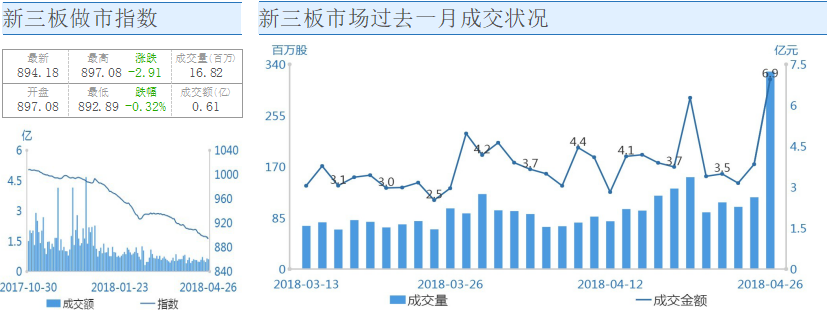 新三板做市指数
最新 最高 涨跌 成交量(百万)
894.18 897.08 -2.91 16.82
开盘 最低 跌幅 成交额(亿)
897.08 892.89 -0.32% 0.61
亿
6 1040
4.5 1000
960
3 920
1.5 880
0 840
2017-10-30 2018-01-23 2018-04-26
成交额 指数
新三板市场过去一月成交状况
百万股 亿元
340 7.5
6.9
6
255
4.4
4.2 4.1 4.5
170 3.7 3.7
3.1 3.0 3.5
3
2.5
85
1.5
0 0
2018-03-13 2018-03-26 2018-04-12 2018-04-26
成交量 成交金额